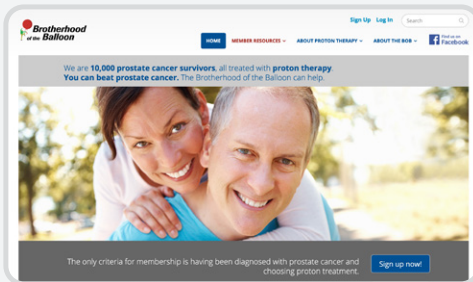 Brotherhood
of the Balloon
Sign Up Log In Search
HOME MEMBER RESOURCES ABOUT PROTON THERAPY ABOUT THE BOB Find us on
Facebook
We are 10,000 prostate cancer survivors, all treated with proton therapy.
You can beat prostate cancer. The Brotherhood of the Balloon can help.
The only criteria for membership is having been diagnosed with prostate cancer and
choosing proton treatment.
Sign up now!